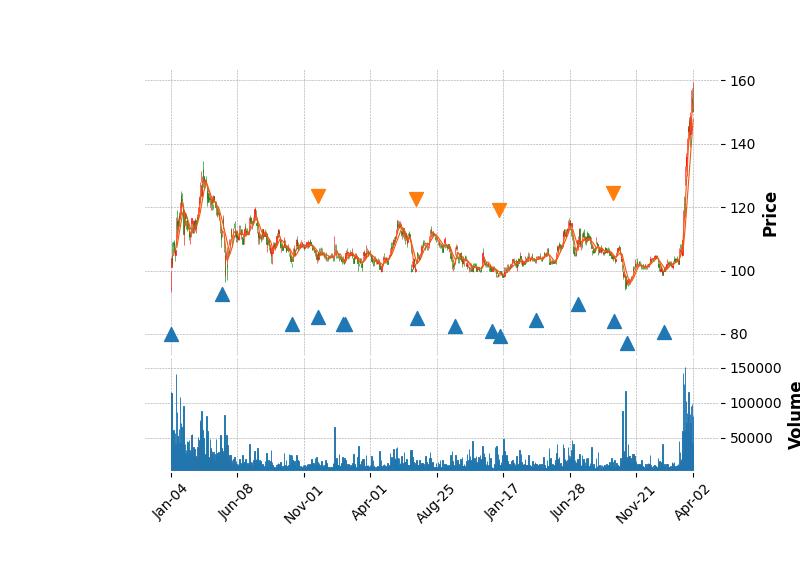 160
140
120
100
80
Price
150000
100000
50000
Volume
Jan-04
Jun-08
Nov-01
Apr-01
Aug-25
Jan-17
Jun-28
Nov-21
Apr-02